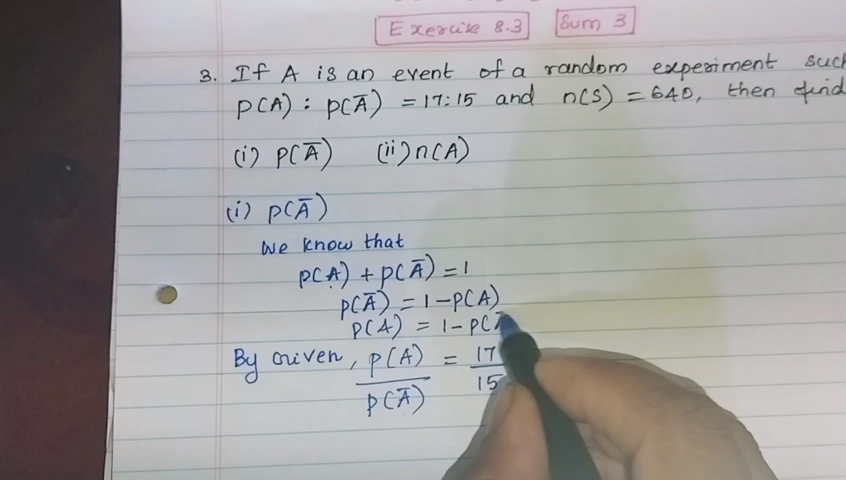 Exercise 8.3 Sum 3
3. If A is an event of a random experiment such
P(A) : P(Ā) = 17:15 and n(S) = 640, then find
(i) P(Ā) (ii) n(A)
(i) P(Ā)
We know that
P(A) + P(Ā) = 1
P(Ā) = 1 - P(A)
P(A) = 1 - P(
By Given, P(A) = 17
P(Ā) 15